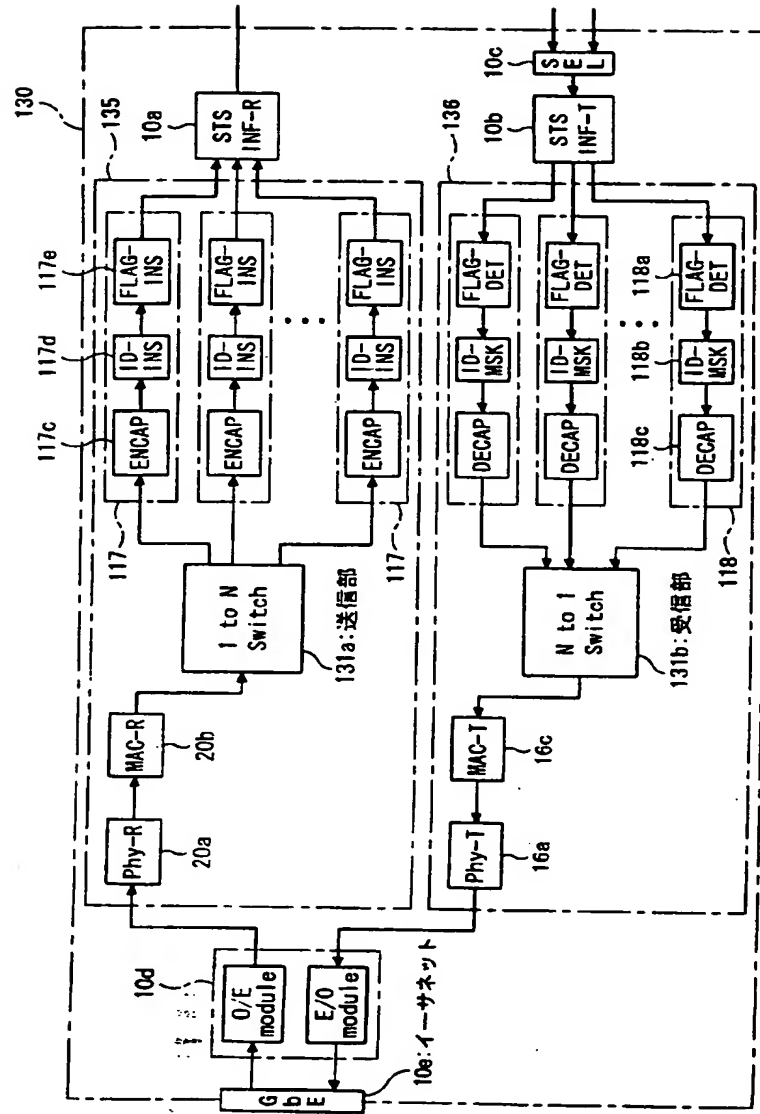 130
135
10a
STS
INF-R
117e
FLAG-
INS
FLAG-
INS
FLAG-
INS
117d
ID-
INS
ID-
INS
ID-
INS
117c
ENCAP
ENCAP
ENCAP
117
117
1 to N
Switch
131a:送信部
MAC-R
20b
Phy-R
20a
10d
O/E
module
E/O
module
GbE
10e:イーサネット
10c
SEL
10b
STS
INF-T
136
FLAG-
DET
FLAG-
DET
118a
FLAG-
DET
ID-
MSK
ID-
MSK
118b
ID-
MSK
DECAP
DECAP
118c
DECAP
118
N to 1
Switch
131b:受信部
MAC-T
16c
Phy-T
16a